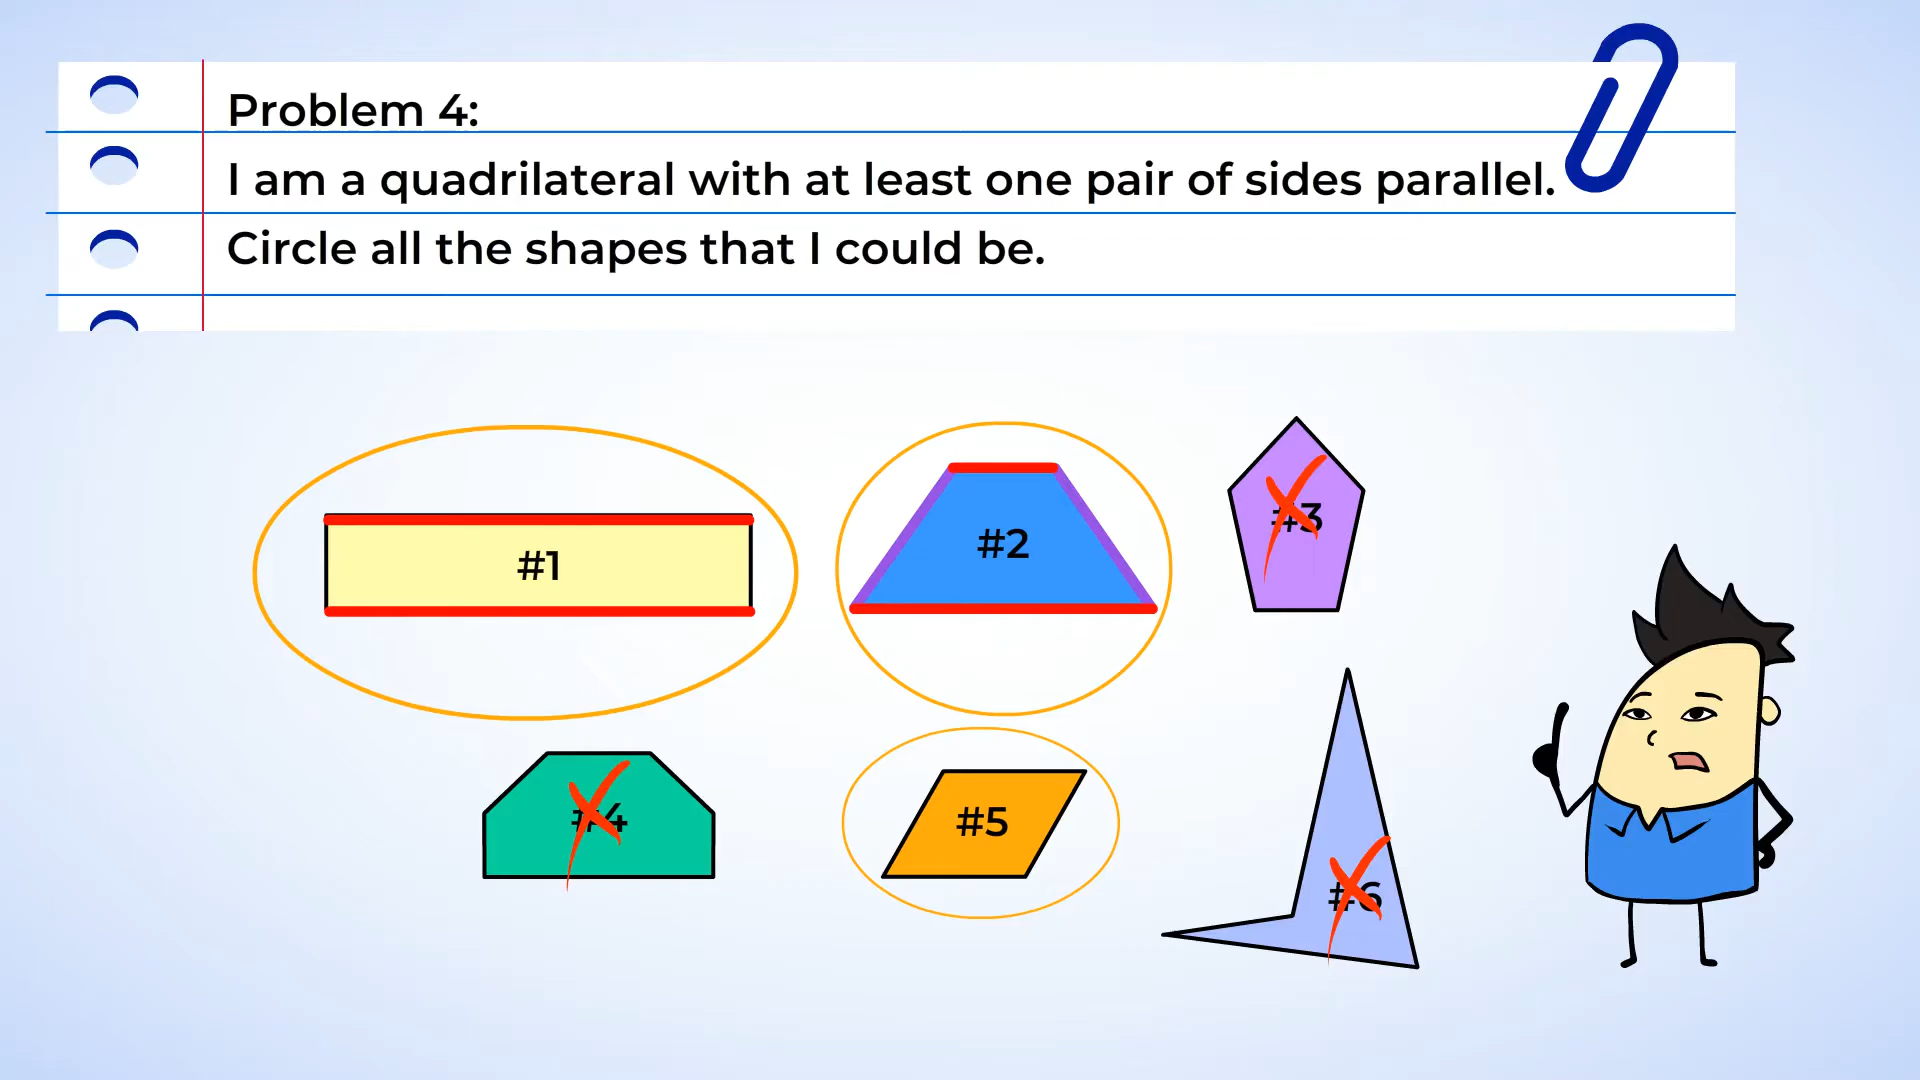 Problem 4:
I am a quadrilateral with at least one pair of sides parallel.
Circle all the shapes that I could be.
#1
#2
#3
#4
#5
#6